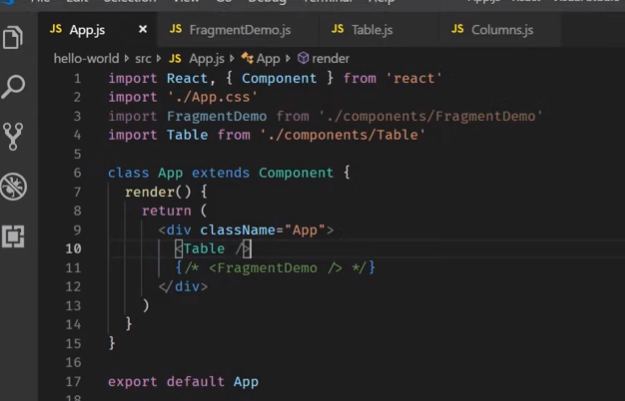 JS App.js × JS FragmentDemo.js JS Table.js JS Columns.js
hello-world > src > JS App.js > App > render
1 import React, { Component } from 'react'
2 import './App.css'
3 import FragmentDemo from './components/FragmentDemo'
4 import Table from './components/Table'
5
6 class App extends Component {
7 render() {
8 return (
9 <div className="App">
10 <Table />
11 {/* <FragmentDemo /> */}
12 </div>
13 )
14 }
15 }
16
17 export default App
18